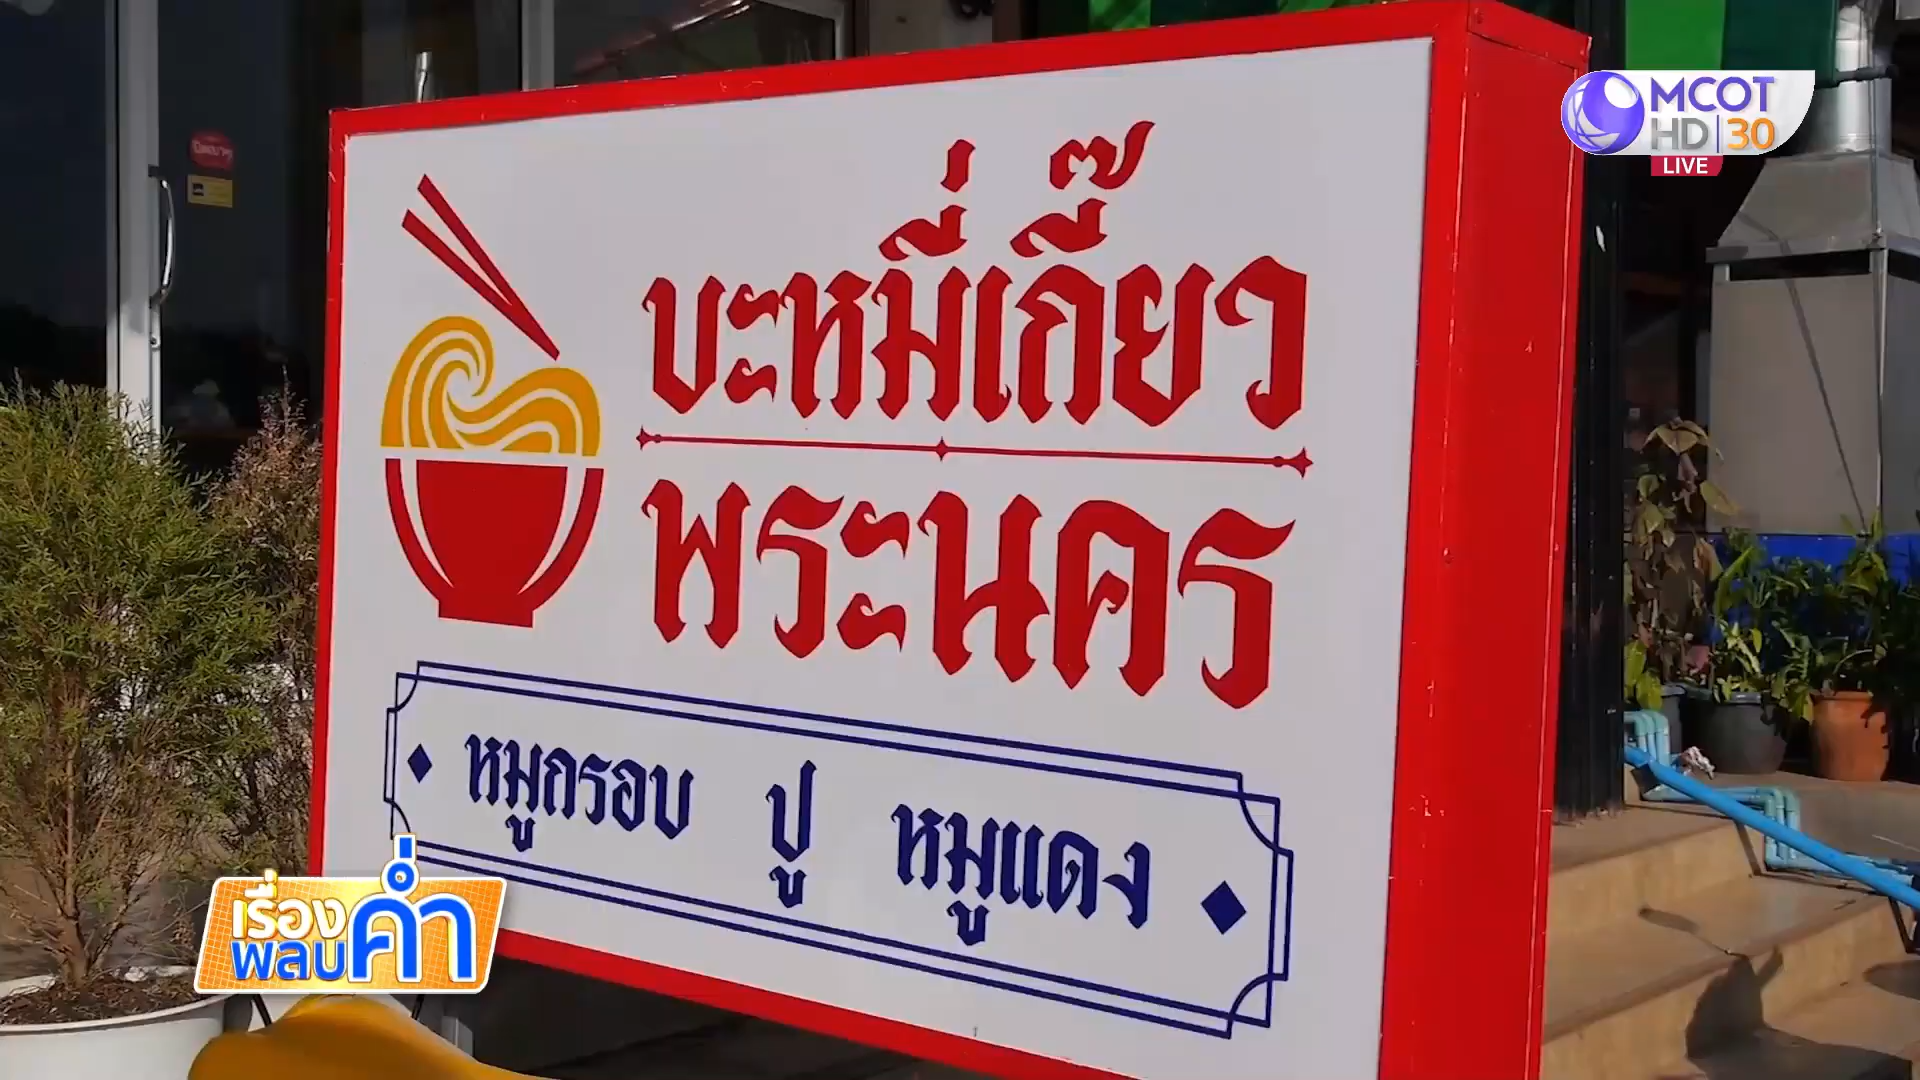 MCOT
HD 30
LIVE
บะหมี่เกี๊ยว
พระนคร
หมูกรอบ ปู หมูแดง
เรื่อง
พลบค่ำ